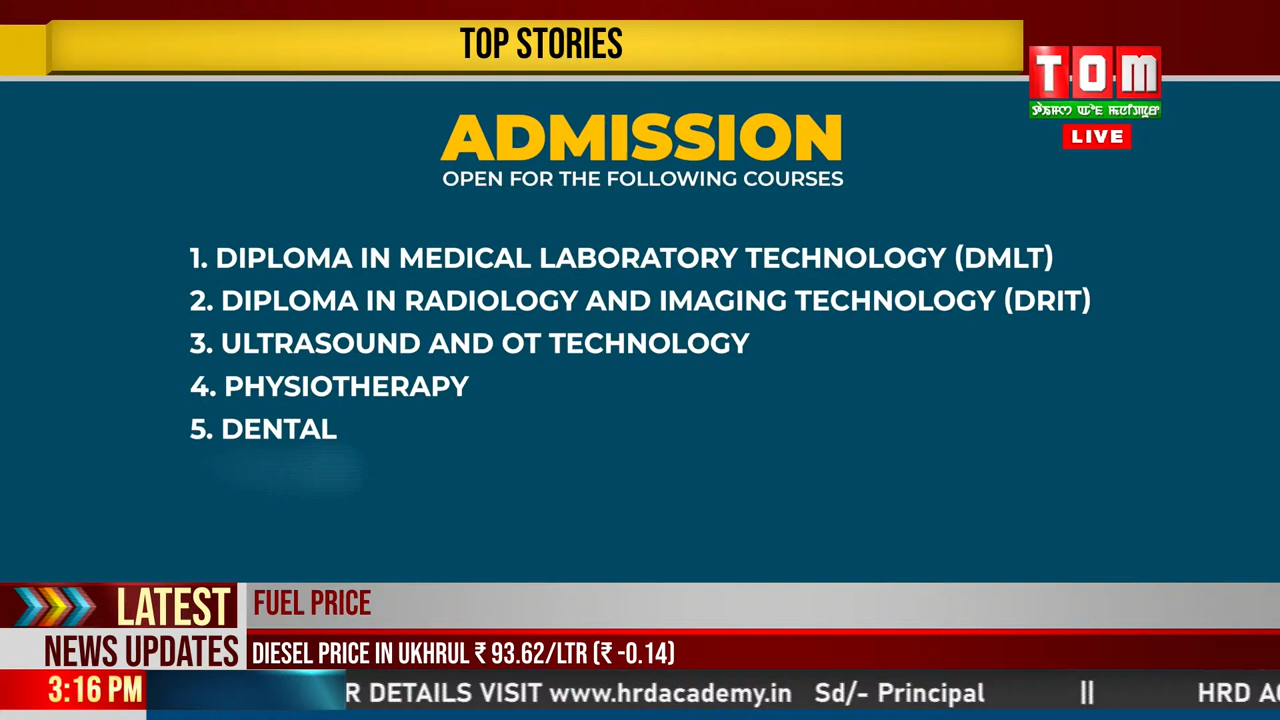 TOP STORIES
TOM
LIVE
ADMISSION
OPEN FOR THE FOLLOWING COURSES
1. DIPLOMA IN MEDICAL LABORATORY TECHNOLOGY (DMLT)
2. DIPLOMA IN RADIOLOGY AND IMAGING TECHNOLOGY (DRIT)
3. ULTRASOUND AND OT TECHNOLOGY
4. PHYSIOTHERAPY
5. DENTAL
LATEST
NEWS UPDATES
FUEL PRICE
DIESEL PRICE IN UKHRUL ₹ 93.62/LTR (₹ -0.14)
3:16 PM
R DETAILS VISIT www.hrdacademy.in Sd/- Principal || HRD AC